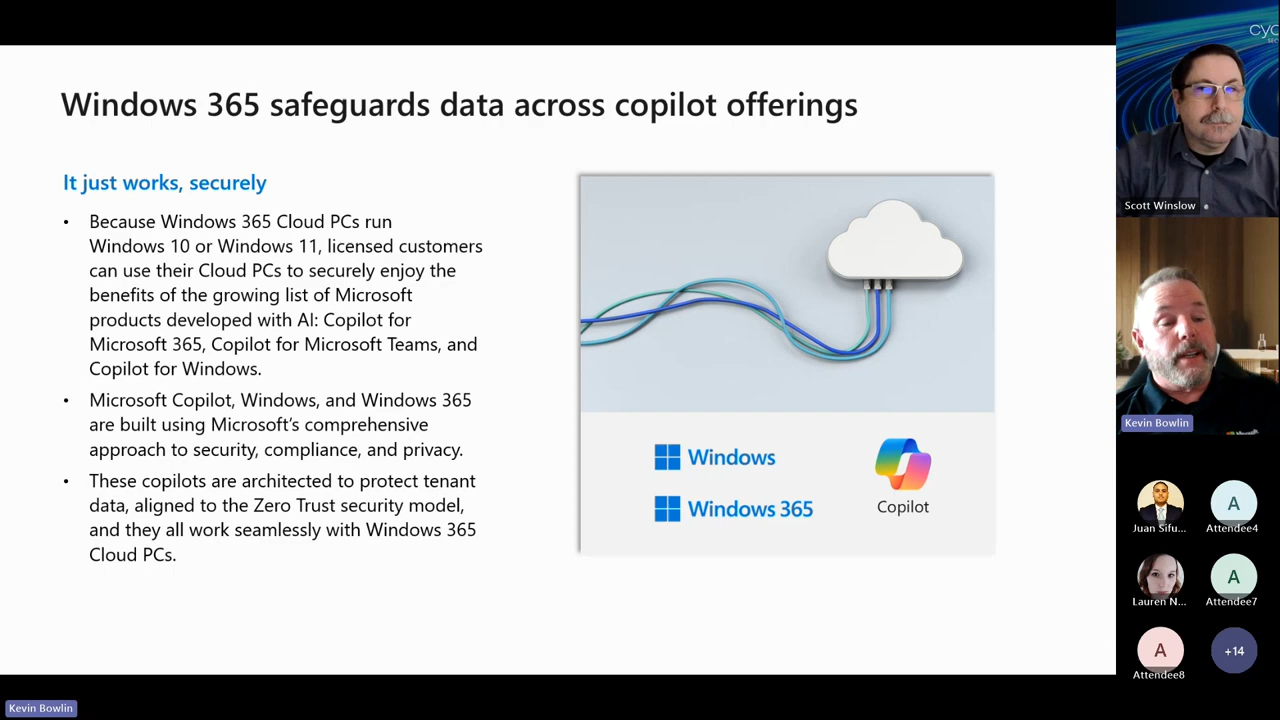 Windows 365 safeguards data across copilot offerings
It just works, securely
• Because Windows 365 Cloud PCs run
Windows 10 or Windows 11, licensed customers
can use their Cloud PCs to securely enjoy the
benefits of the growing list of Microsoft
products developed with AI: Copilot for
Microsoft 365, Copilot for Microsoft Teams, and
Copilot for Windows.
• Microsoft Copilot, Windows, and Windows 365
are built using Microsoft's comprehensive
approach to security, compliance, and privacy.
• These copilots are architected to protect tenant
data, aligned to the Zero Trust security model,
and they all work seamlessly with Windows 365
Cloud PCs.
Windows
Windows 365
Copilot
cyc
Scott Winslow
Kevin Bowlin
Juan Sifu...
A
Attendee4
Lauren N...
A
Attendee7
A
Attendee8
+14
Kevin Bowlin